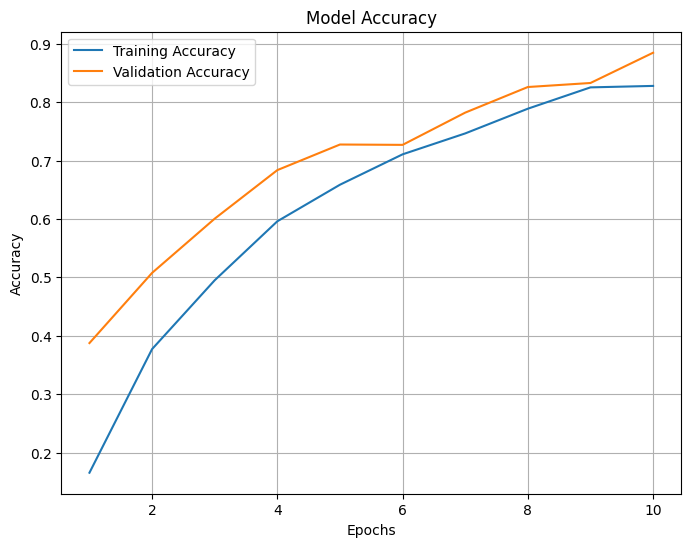 Model Accuracy
Training Accuracy
Validation Accuracy
0.9
0.8
0.7
0.6
0.5
0.4
0.3
0.2
Accuracy
2 4 6 8 10
Epochs